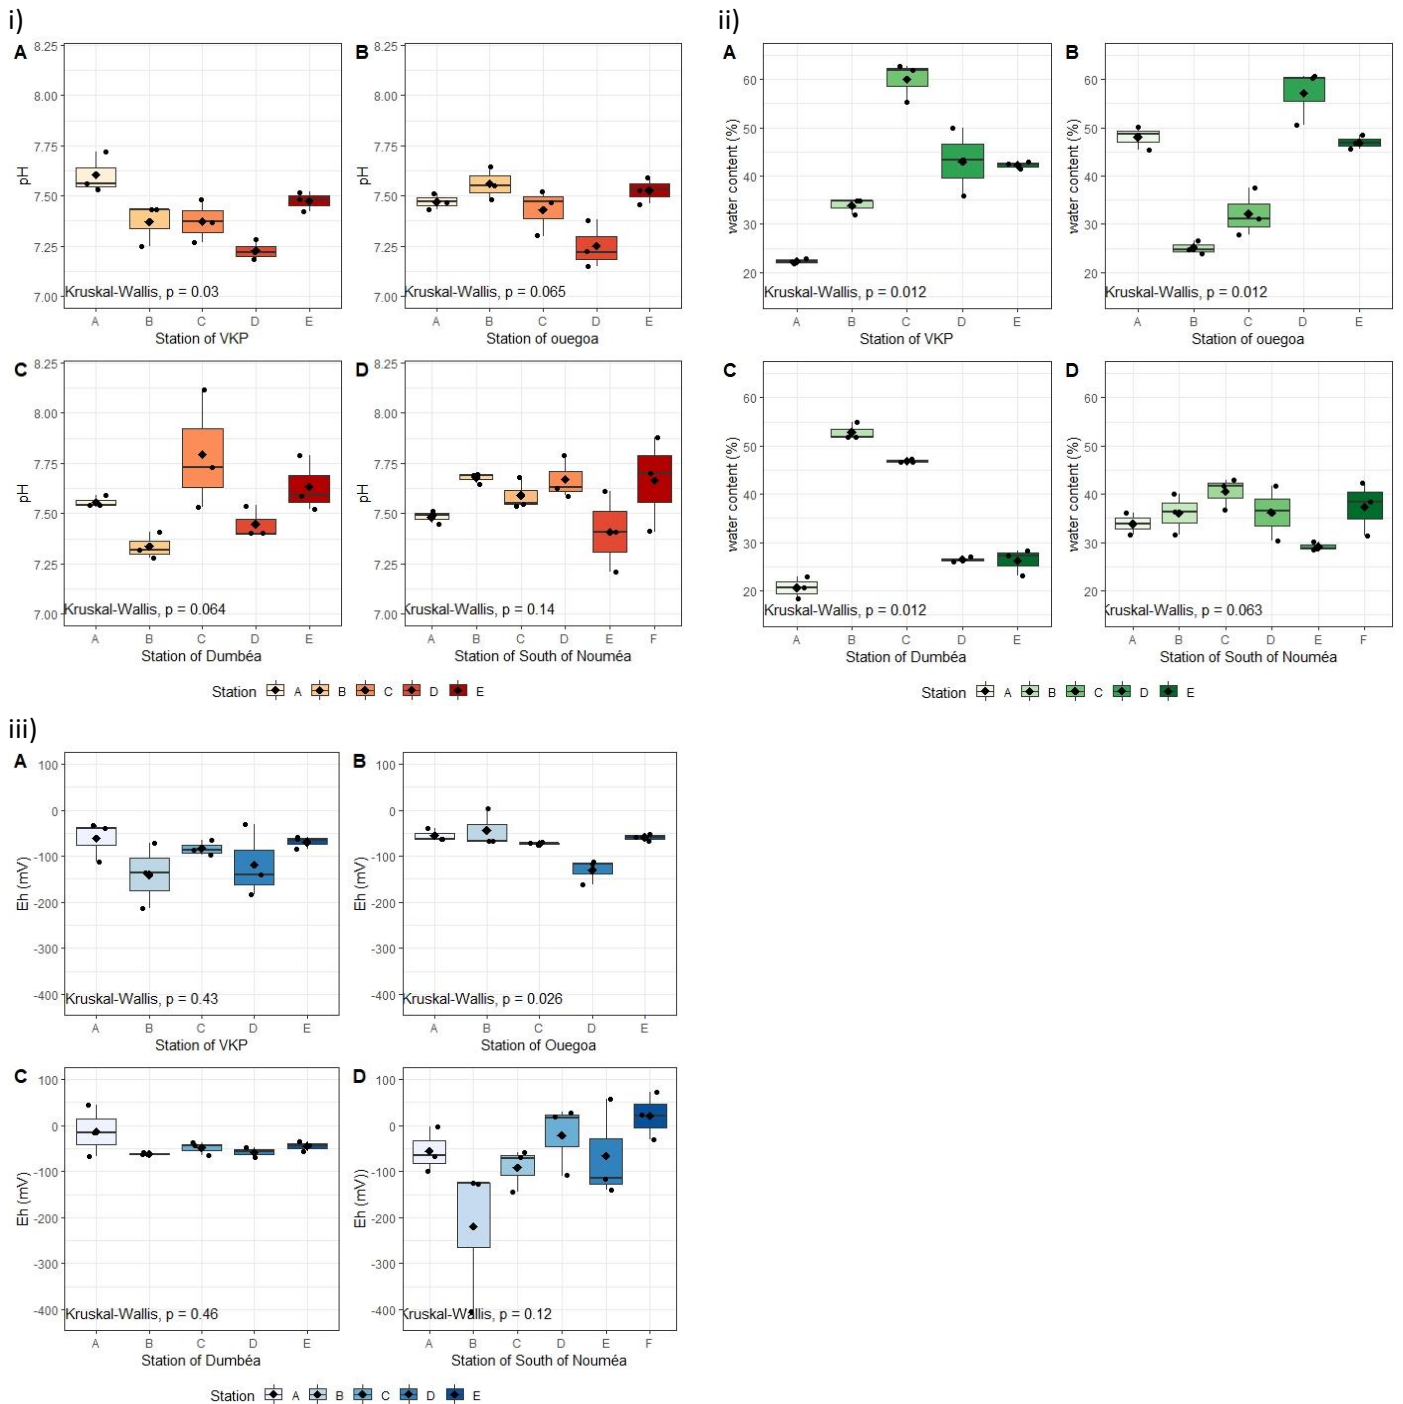 i)
A
8.25
8.00
7.75
7.50
7.25
7.00
pH
Kruskal-Wallis, p = 0.03
A B C D E
Station of VKP
B
8.25
8.00
7.75
7.50
7.25
7.00
pH
Kruskal-Wallis, p = 0.065
A B C D E
Station of ouegoa
C
8.25
8.00
7.75
7.50
7.25
7.00
pH
Kruskal-Wallis, p = 0.064
A B C D E
Station of Dumbéa
D
8.25
8.00
7.75
7.50
7.25
7.00
pH
Kruskal-Wallis, p = 0.14
A B C D E F
Station of South of Nouméa
Station A B C D E
ii)
A
60
50
40
30
20
water content (%)
Kruskal-Wallis, p = 0.012
A B C D E
Station of VKP
B
60
50
40
30
20
water content (%)
Kruskal-Wallis, p = 0.012
A B C D E
Station of ouegoa
C
60
50
40
30
20
water content (%)
Kruskal-Wallis, p = 0.012
A B C D E
Station of Dumbéa
D
60
50
40
30
20
water content (%)
Kruskal-Wallis, p = 0.063
A B C D E F
Station of South of Nouméa
Station A B C D E
iii)
A
100
0
-100
-200
-300
-400
Eh (mV)
Kruskal-Wallis, p = 0.43
A B C D E
Station of VKP
B
100
0
-100
-200
-300
-400
Eh (mV)
Kruskal-Wallis, p = 0.026
A B C D E
Station of Ouegoa
C
100
0
-100
-200
-300
-400
Eh (mV)
Kruskal-Wallis, p = 0.46
A B C D E
Station of Dumbéa
D
100
0
-100
-200
-300
-400
Eh (mV))
Kruskal-Wallis, p = 0.12
A B C D E F
Station of South of Nouméa
Station A B C D E